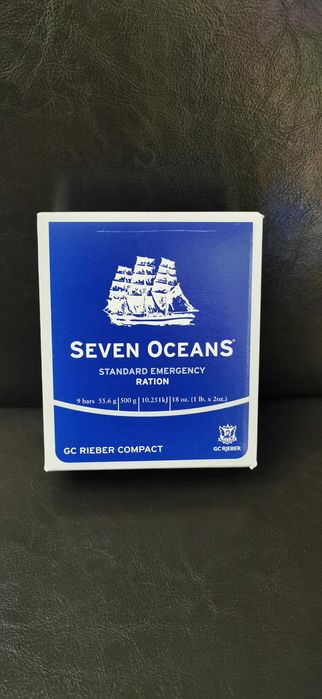 SEVEN OCEANS
STANDARD EMERGENCY
RATION
9 bars 55.6 g | 500 g | 10.251kJ | 18 oz. (1 lb. x 2oz.)
GC RIEBER COMPACT
GC RIEBER